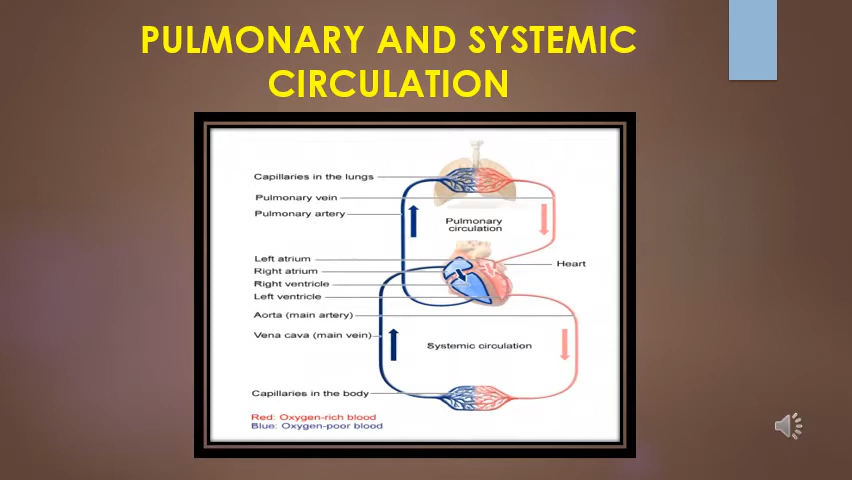 PULMONARY AND SYSTEMIC
CIRCULATION
Capillaries in the lungs
Pulmonary vein
Pulmonary artery
Pulmonary
circulation
Left atrium
Heart
Right atrium
Right ventricle
Left ventricle
Aorta (main artery)
Vena cava (main vein)
Systemic circulation
Capillaries in the body
Red: Oxygen-rich blood
Blue: Oxygen-poor blood